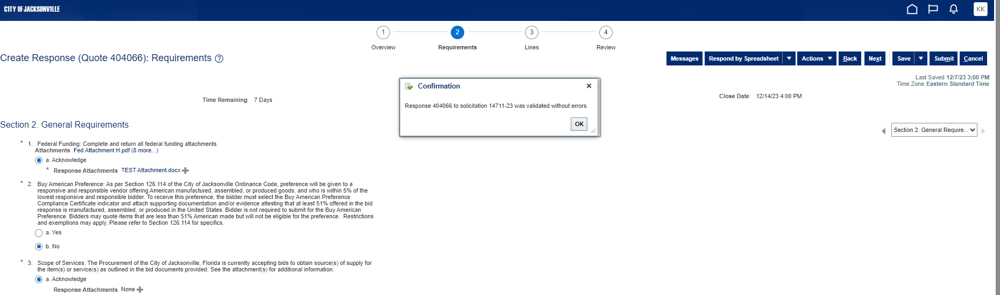 CITY OF JACKSONVILLE
KK
1
2
3
4
Overview
Requirements
Lines
Review
Create Response (Quote 404066): Requirements ?
Messages
Respond by Spreadsheet
Actions
Back
Next
Save
Submit
Cancel
Last Saved 12/7/23 3:00 PM
Time Zone Eastern Standard Time
Confirmation
Response 404066 to solicitation 14711-23 was validated without errors.
OK
Time Remaining 7 Days
Close Date 12/14/23 4:00 PM
Section 2. General Requirements
Section 2. General Require...
* 1. Federal Funding: Complete and return all federal funding attachments.
Attachments Fed Attachment H.pdf (8 more...)
a. Acknowledge
* Response Attachments TEST Attachment.docx
* 2. Buy American Preference: As per Section 126.114 of the City of Jacksonville Ordinance Code, preference will be given to a
responsive and responsible vendor offering American manufactured, assembled, or produced goods, and who is within 5% of the
lowest responsive and responsible bidder. To receive this preference, the bidder must select the Buy American Preference
Compliance Certificate indicator and attach supporting documentation and/or evidence attesting that at least 51% offered in the bid
response is manufactured, assembled, or produced in the United States. Bidder is not required to submit for the Buy American
Preference. Bidders may quote items that are less than 51% American made but will not be eligible for the preference. Restrictions
and exemptions may apply. Please refer to Section 126.114 for specifics.
a. Yes
b. No
* 3. Scope of Services: The Procurement of the City of Jacksonville, Florida is currently accepting bids to obtain source(s) of supply for
the item(s) or service(s) as outlined in the bid documents provided. See the attachment(s) for additional information.
a. Acknowledge
Response Attachments None